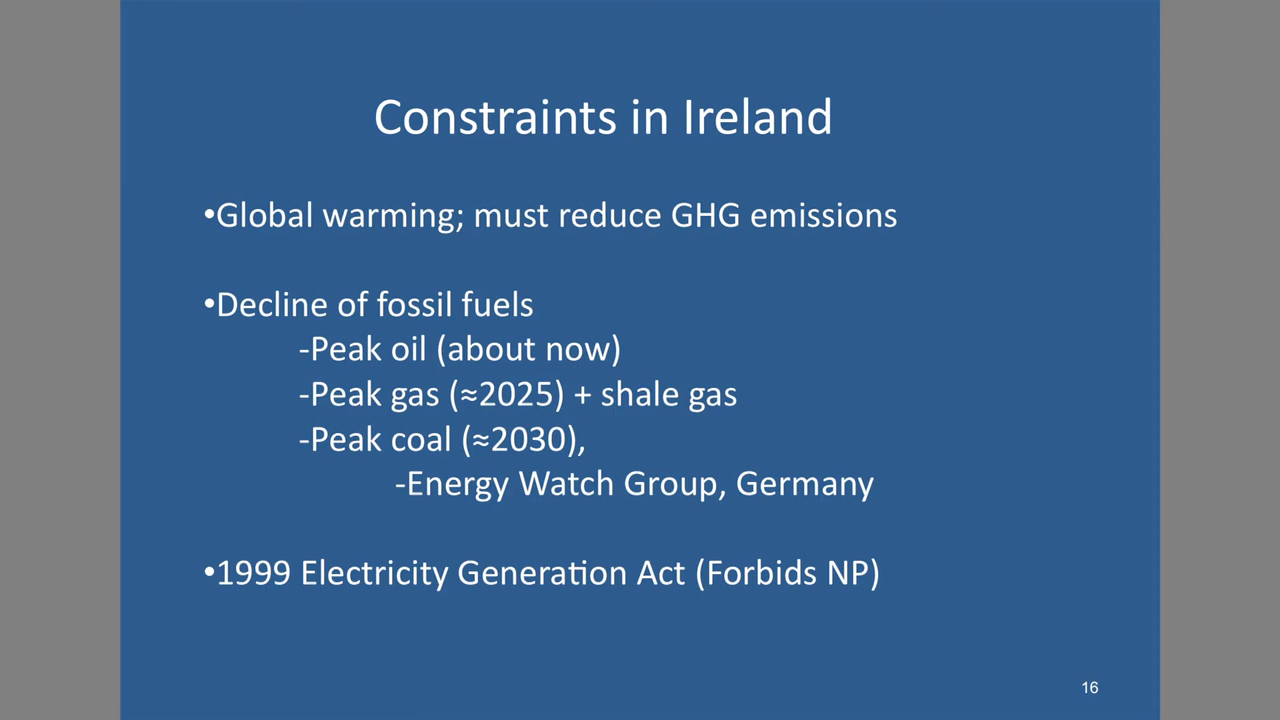 Constraints in Ireland
•Global warming; must reduce GHG emissions
•Decline of fossil fuels
-Peak oil (about now)
-Peak gas (≈2025) + shale gas
-Peak coal (≈2030),
-Energy Watch Group, Germany
•1999 Electricity Generation Act (Forbids NP)
16